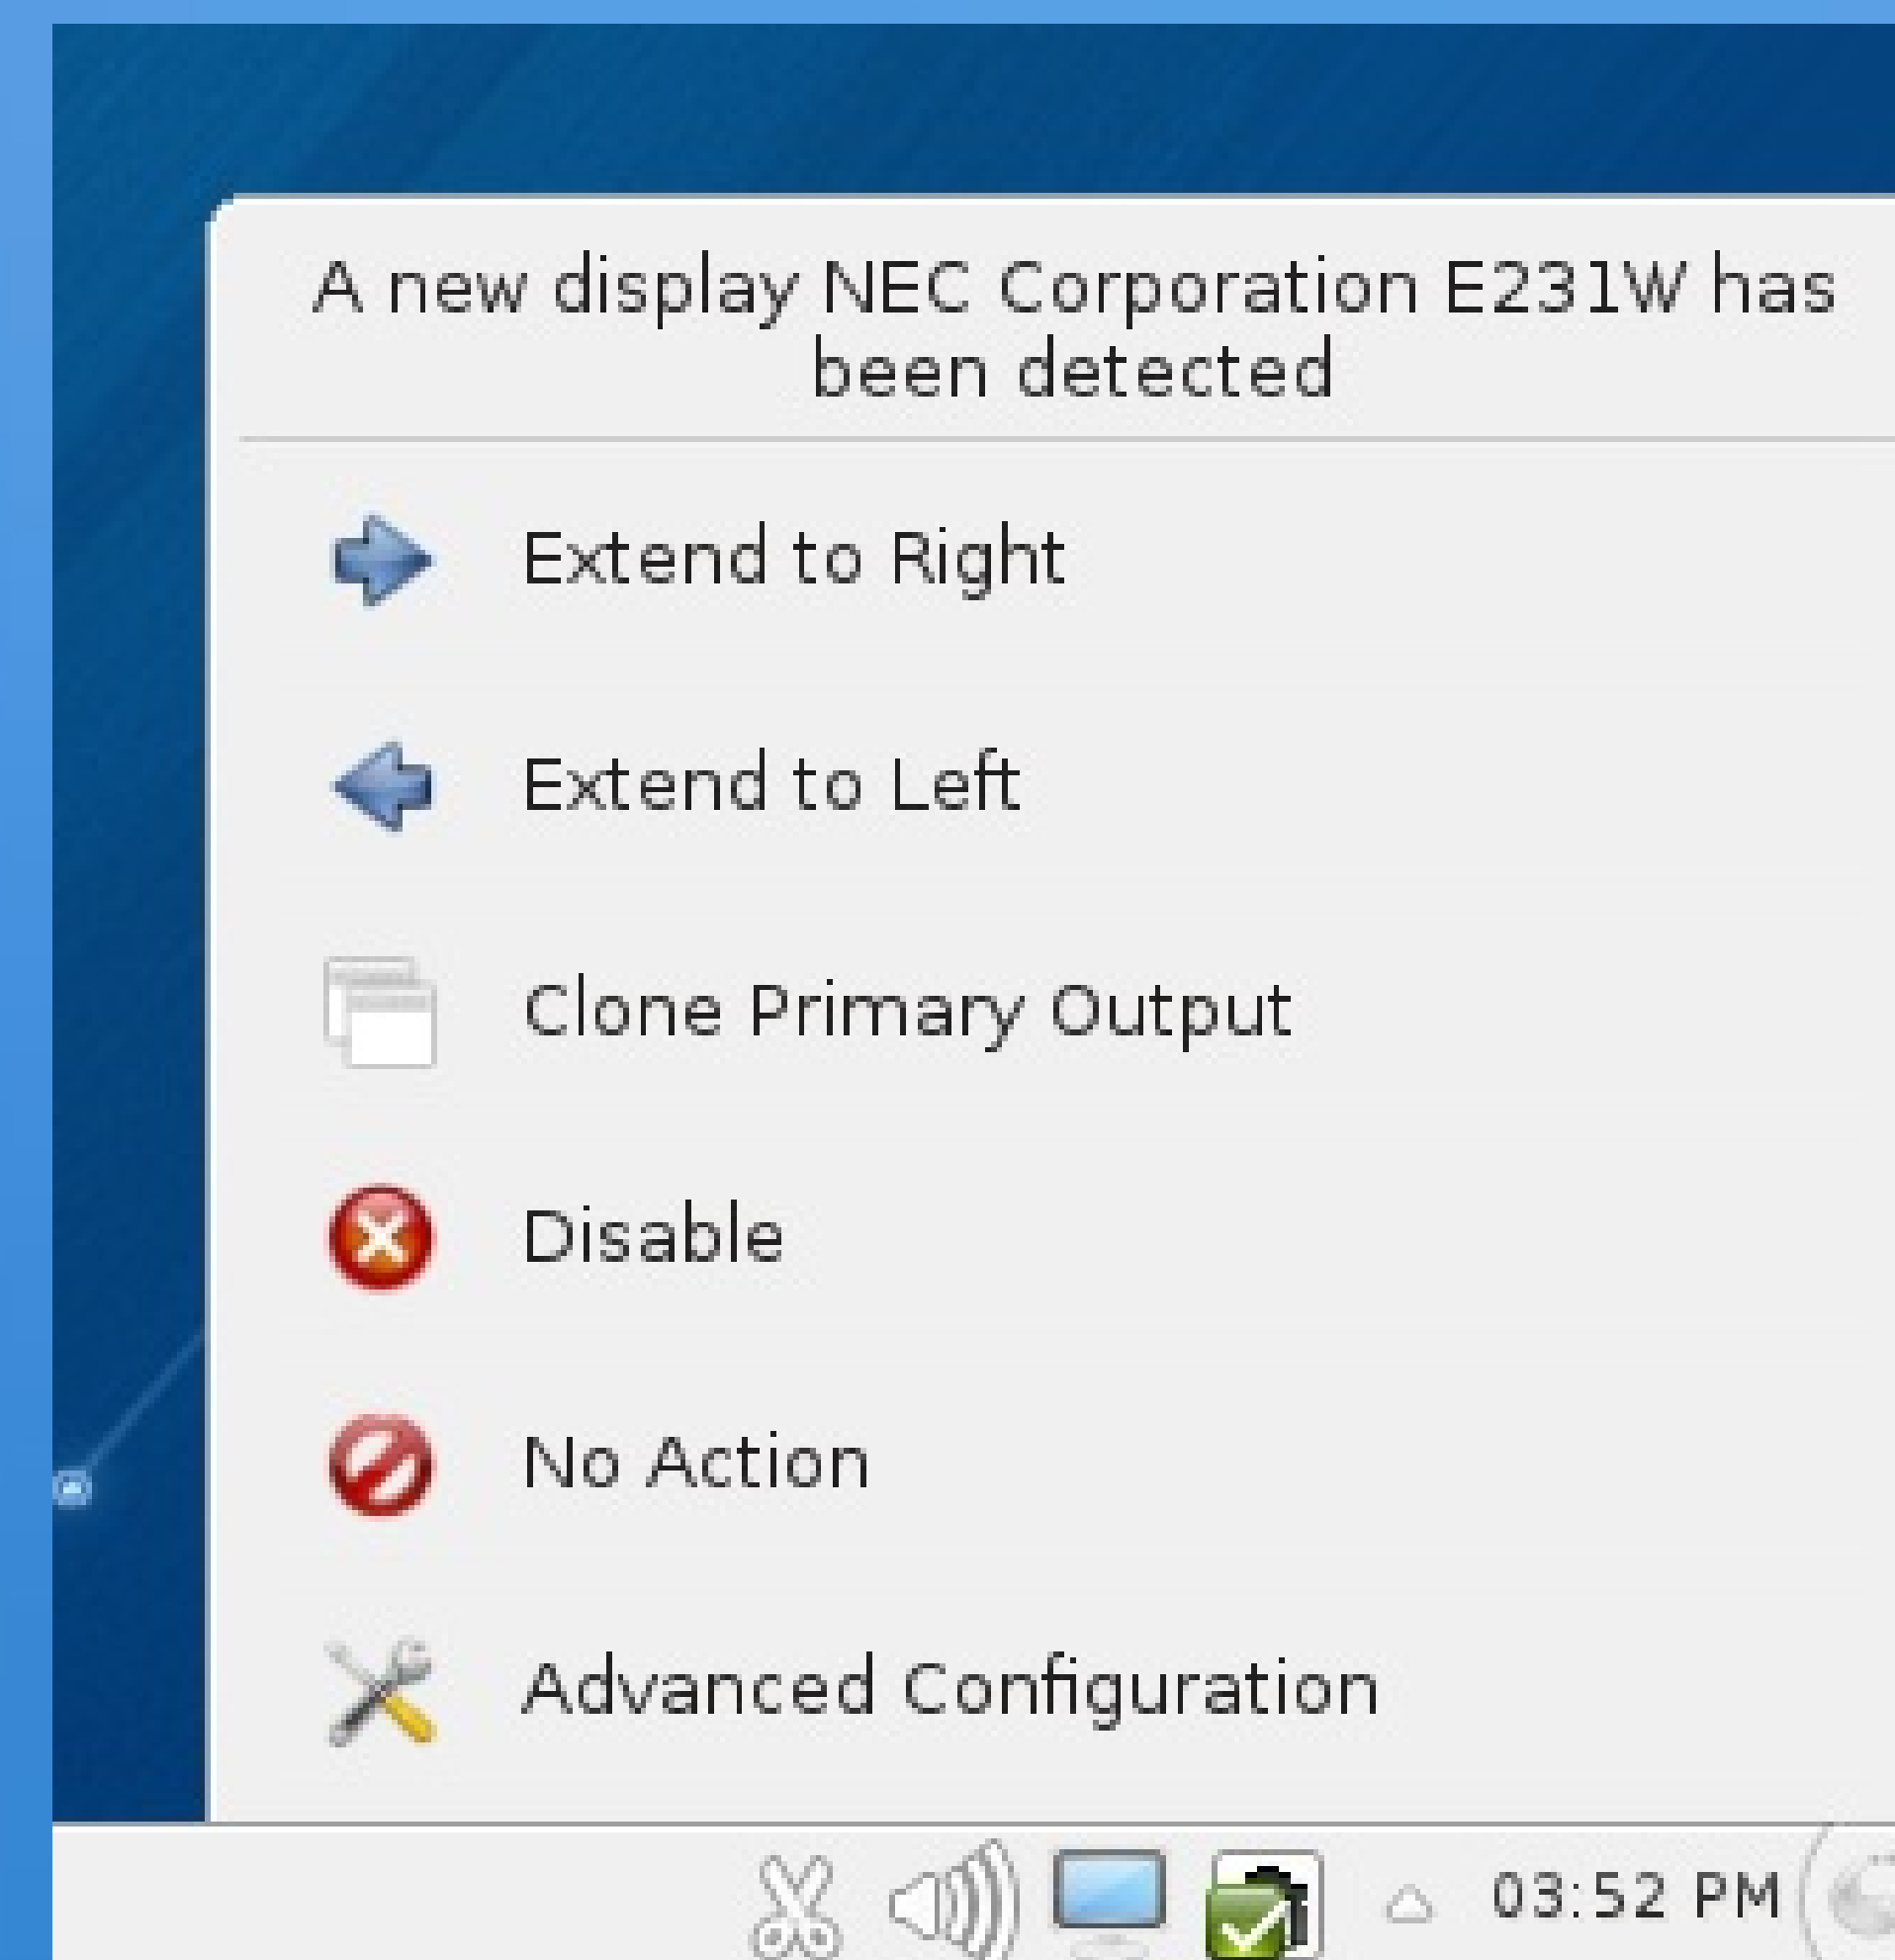 A new display NEC Corporation E231W has
been detected
Extend to Right
Extend to Left
Clone Primary Output
Disable
No Action
Advanced Configuration
03:52 PM